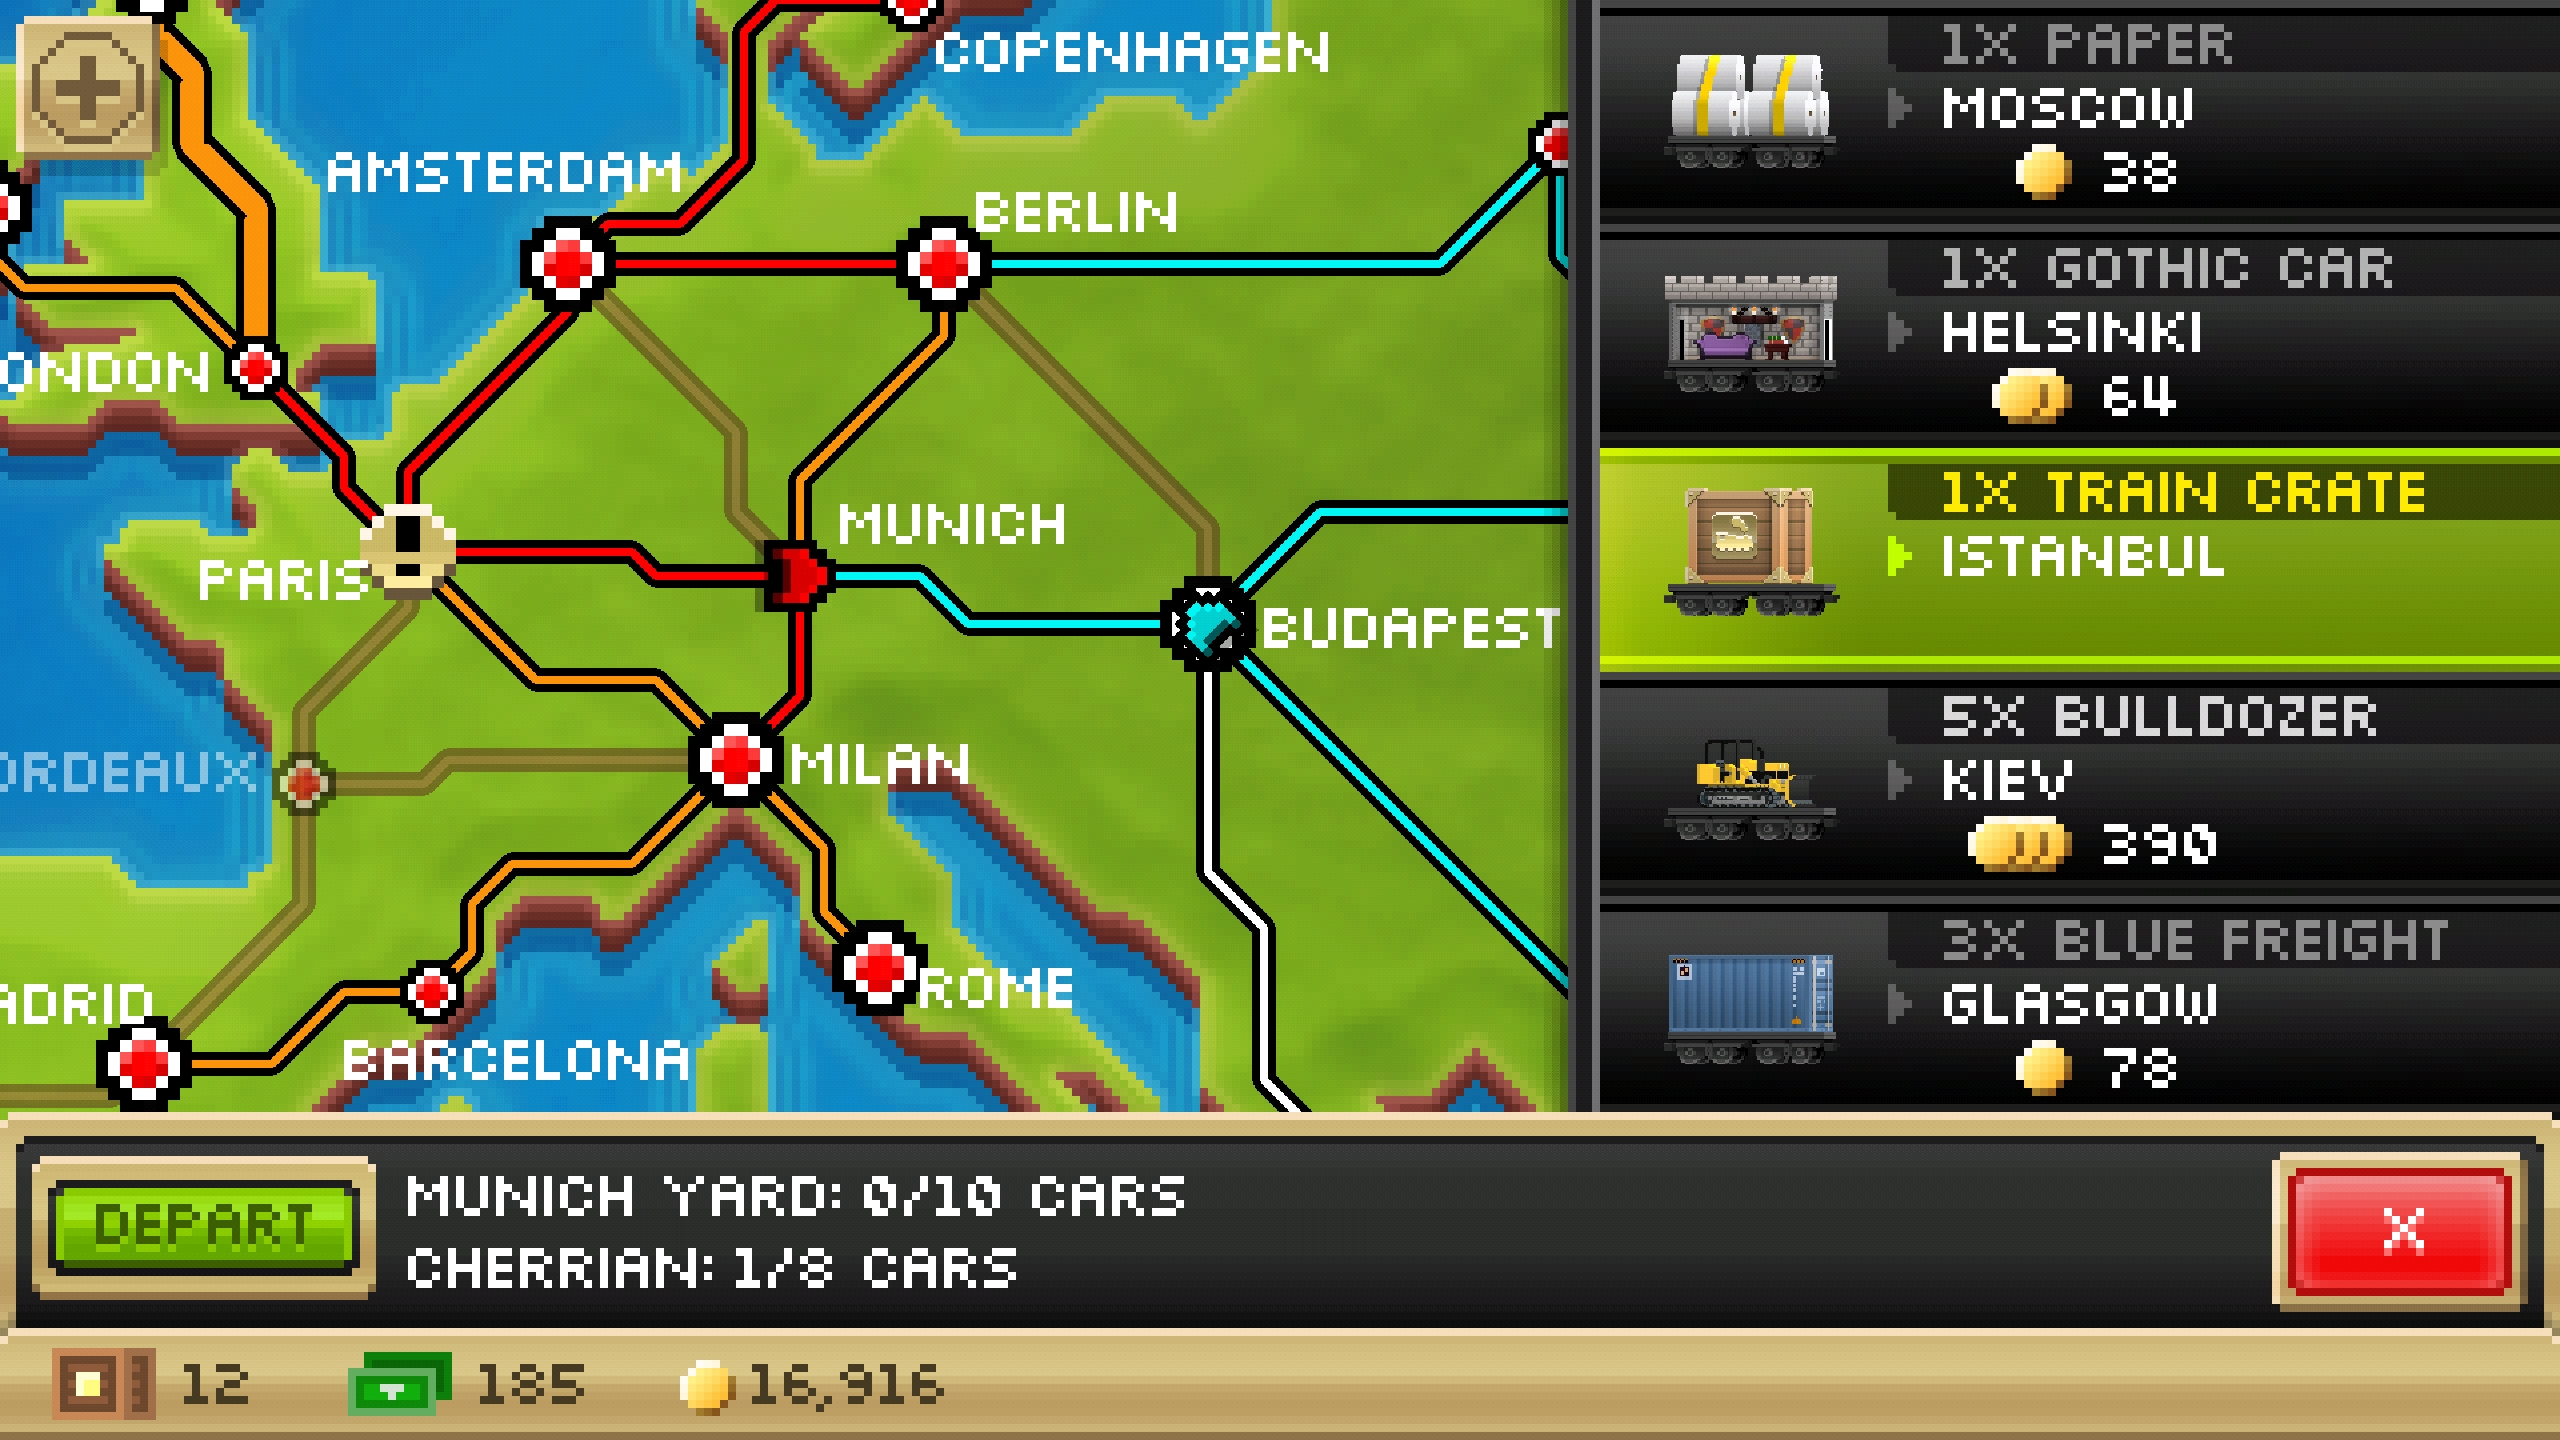 COPENHAGEN
AMSTERDAM
BERLIN
ONDON
MUNICH
PARIS
BUDAPEST
ORDEAUX
MILAN
ADRID
ROME
BARCELONA
1X PAPER
MOSCOW
38
1X GOTHIC CAR
HELSINKI
64
1X TRAIN CRATE
ISTANBUL
5X BULLDOZER
KIEV
390
3X BLUE FREIGHT
GLASGOW
78
DEPART
MUNICH YARD: 0/10 CARS
CHERRIAN: 1/8 CARS
X
12
185
16,916